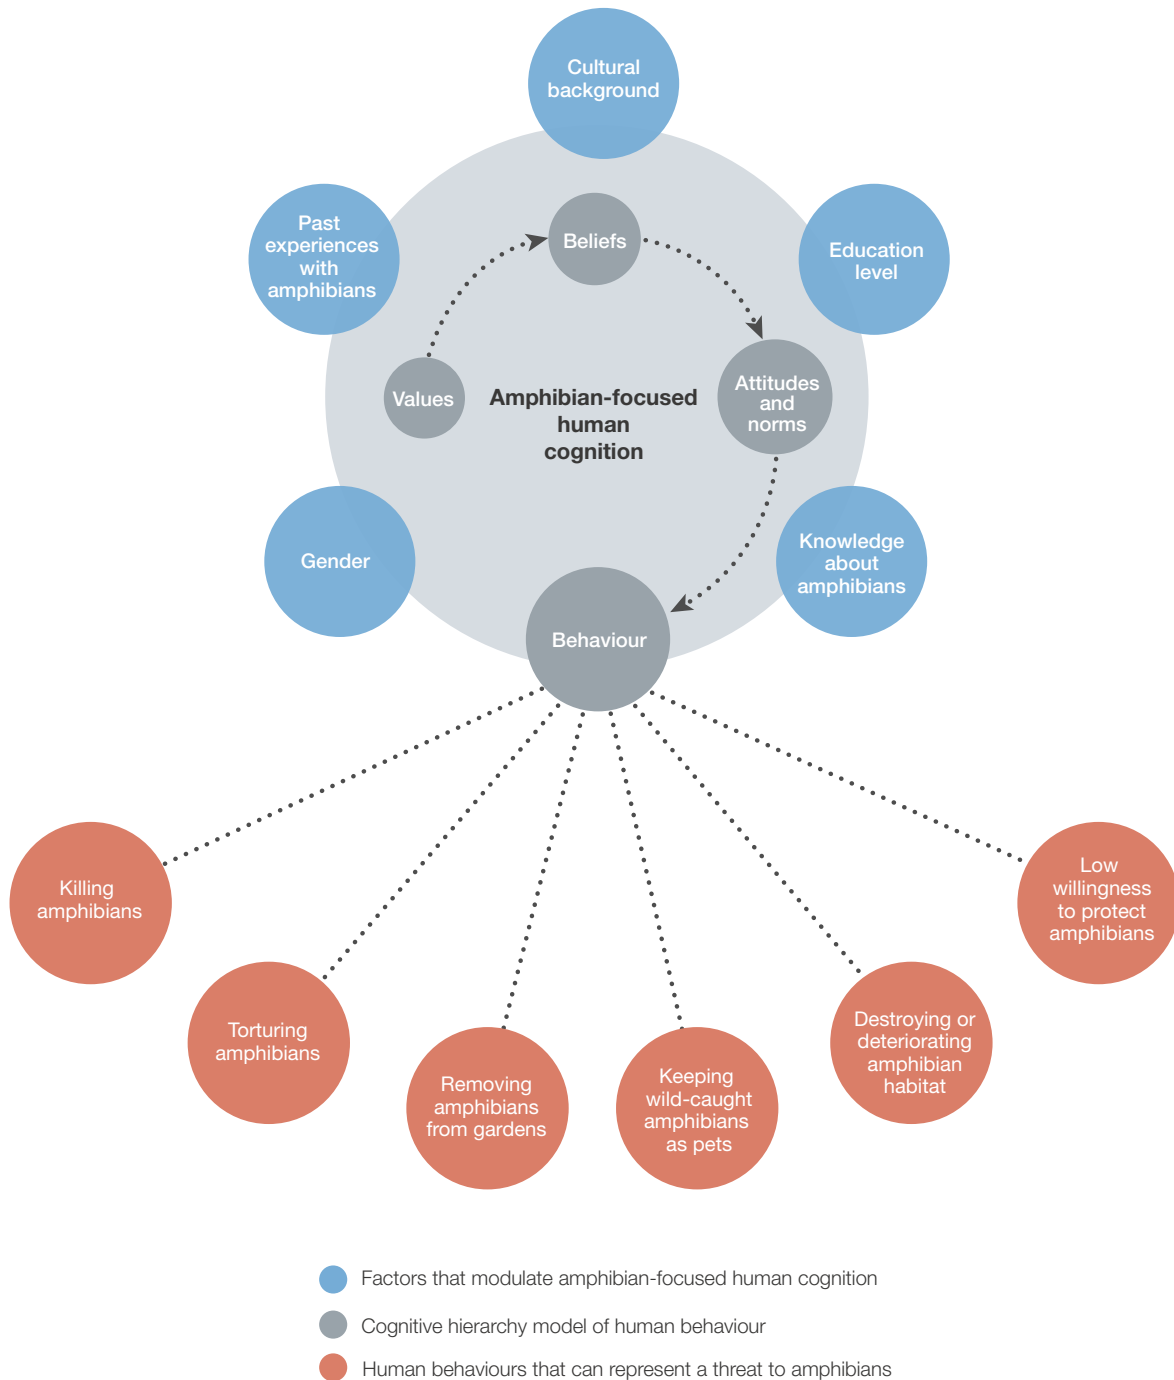 Cultural
background
Past
experiences
with
amphibians
Beliefs
Education
level
Values
Amphibian-focused
human
cognition
Attitudes
and
norms
Gender
Knowledge
about
amphibians
Behaviour
Killing
amphibians
Low
willingness
to protect
amphibians
Torturing
amphibians
Removing
amphibians
from gardens
Keeping
wild-caught
amphibians
as pets
Destroying or
deteriorating
amphibian
habitat
Factors that modulate amphibian-focused human cognition
Cognitive hierarchy model of human behaviour
Human behaviours that can represent a threat to amphibians